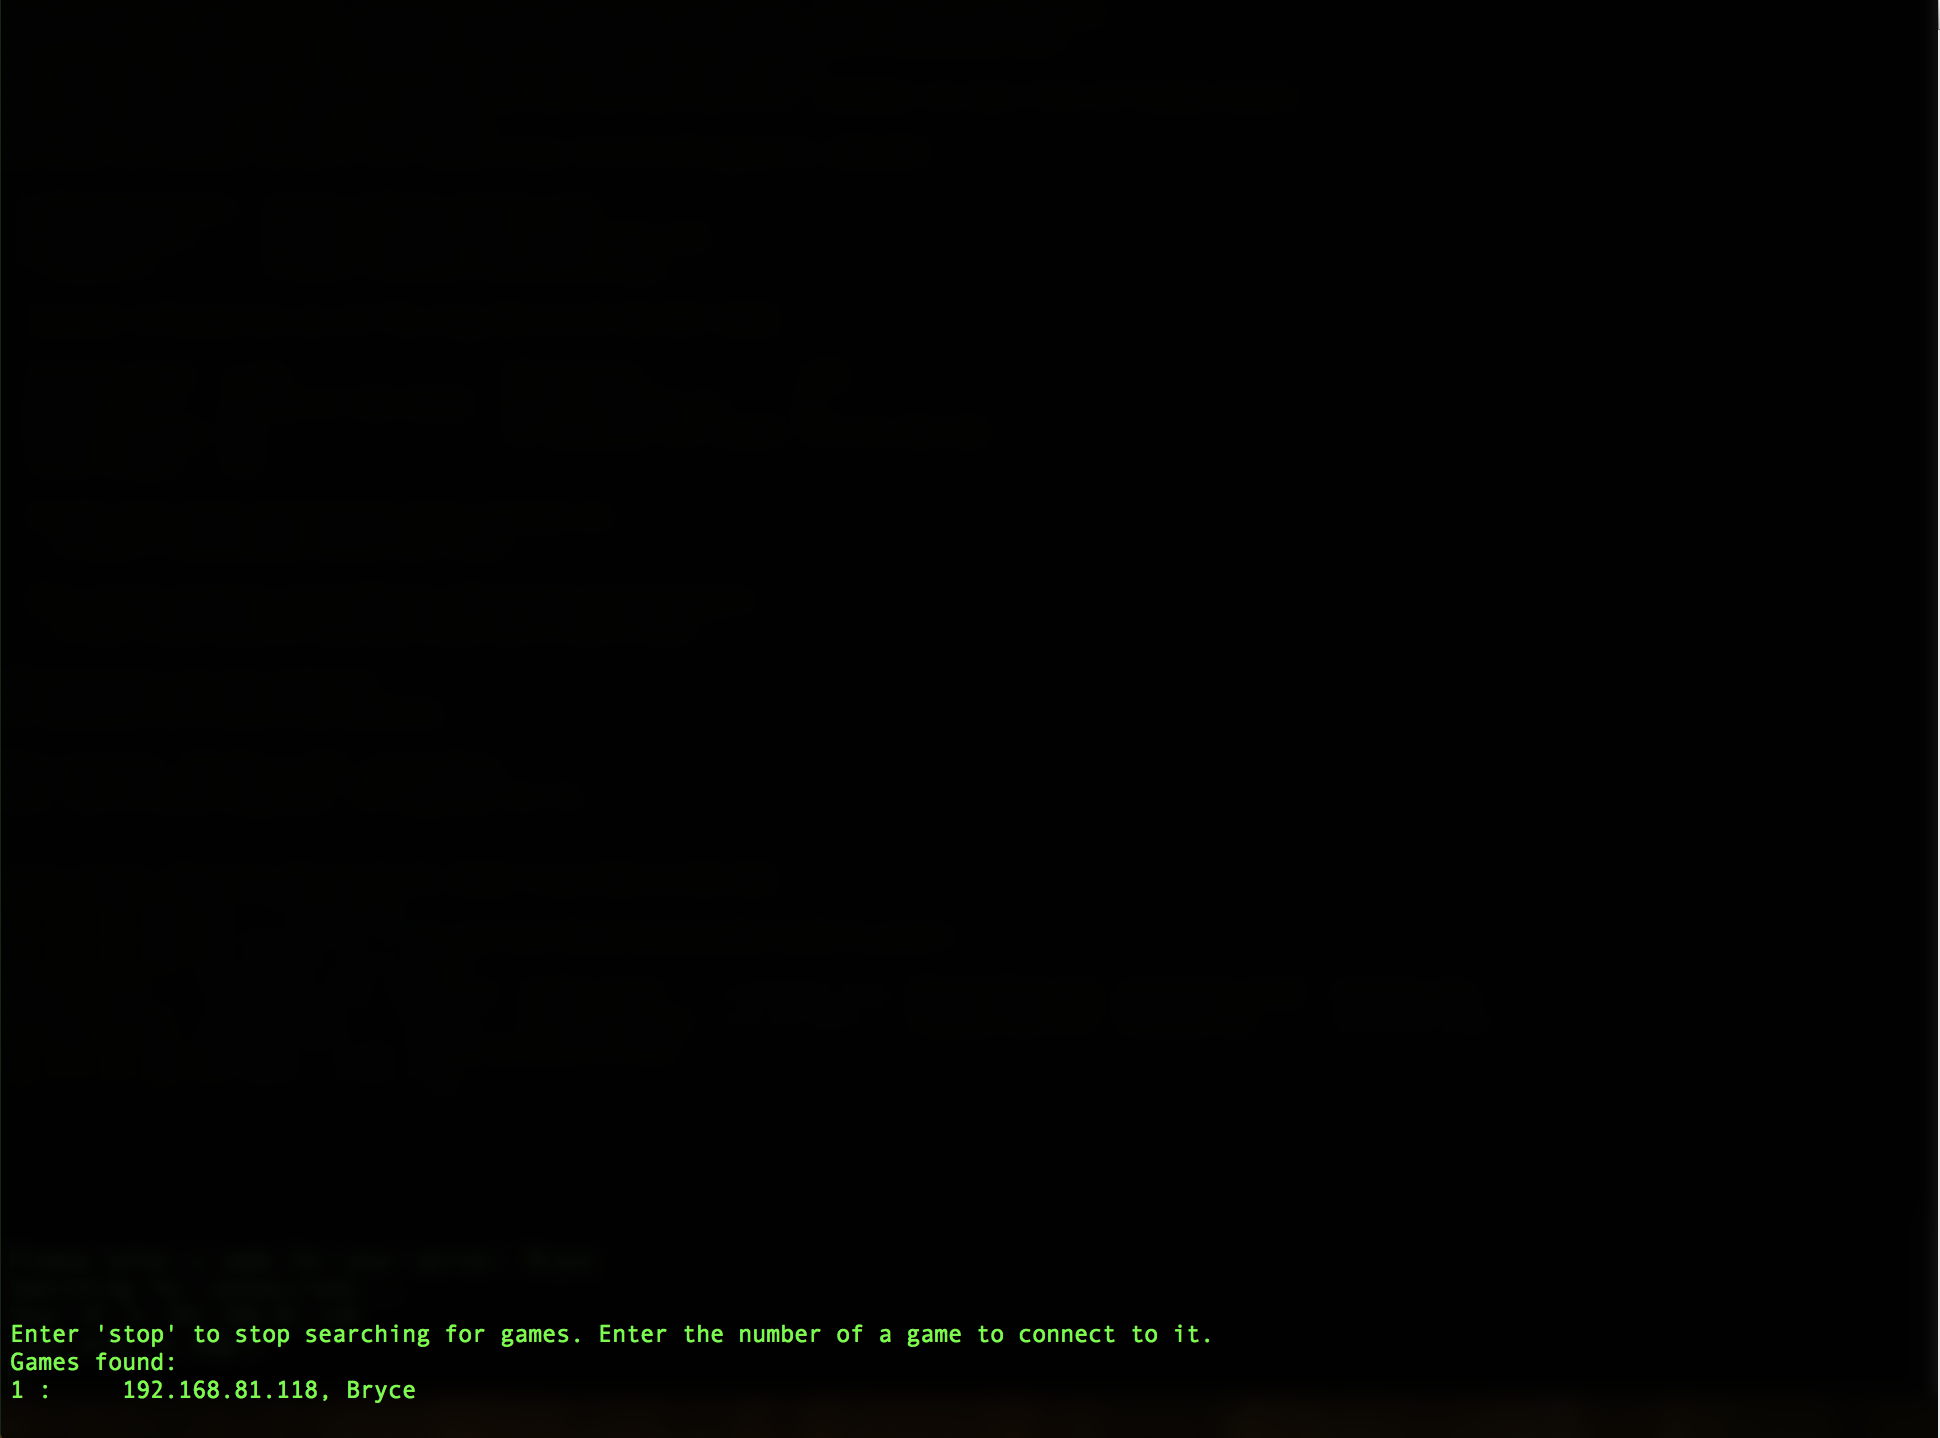 Enter 'stop' to stop searching for games. Enter the number of a game to connect to it.
Games found:
1 :     192.168.81.118, Bryce